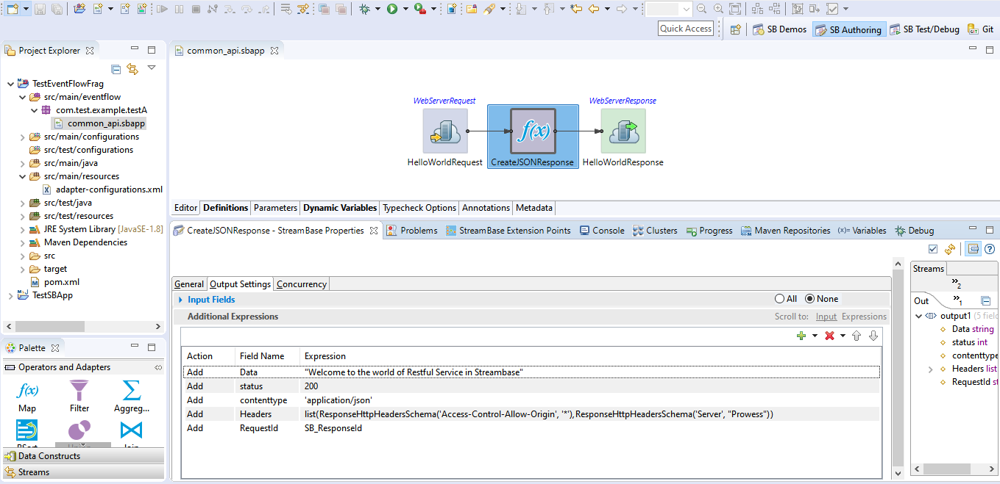 Quick Access
SB Demos
SB Authoring
SB Test/Debug
Git
Project Explorer
TestEventFlowFrag
src/main/eventflow
com.test.example.testA
common_api.sbapp
src/main/configurations
src/test/configurations
src/main/java
src/main/resources
adapter-configurations.xml
src/test/java
src/test/resources
JRE System Library [JavaSE-1.8]
Maven Dependencies
src
target
pom.xml
TestSBApp
Palette
Operators and Adapters
f(x)
Map
Filter
Aggreg...
Join
Data Constructs
Streams
common_api.sbapp
WebServerRequest
WebServerResponse
f(x)
HelloWorldRequest
CreateJSONResponse
HelloWorldResponse
Editor
Definitions
Parameters
Dynamic Variables
Typecheck Options
Annotations
Metadata
CreateJSONResponse - StreamBase Properties
Problems
StreamBase Extension Points
Console
Clusters
Progress
Maven Repositories
(x)= Variables
Debug
General
Output Settings
Concurrency
Input Fields
All
None
Additional Expressions
Scroll to: Input Expressions
Action Field Name Expression
Add Data "Welcome to the world of Restful Service in Streambase"
Add status 200
Add contenttype 'application/json'
Add Headers list(ResponseHttpHeadersSchema('Access-Control-Allow-Origin', '*'),ResponseHttpHeadersSchema('Server', "Prowess"))
Add RequestId SB_ResponseId
Streams
»2
Out
»1
output1 (5 field
Data string
status int
contenttype
Headers list
RequestId st